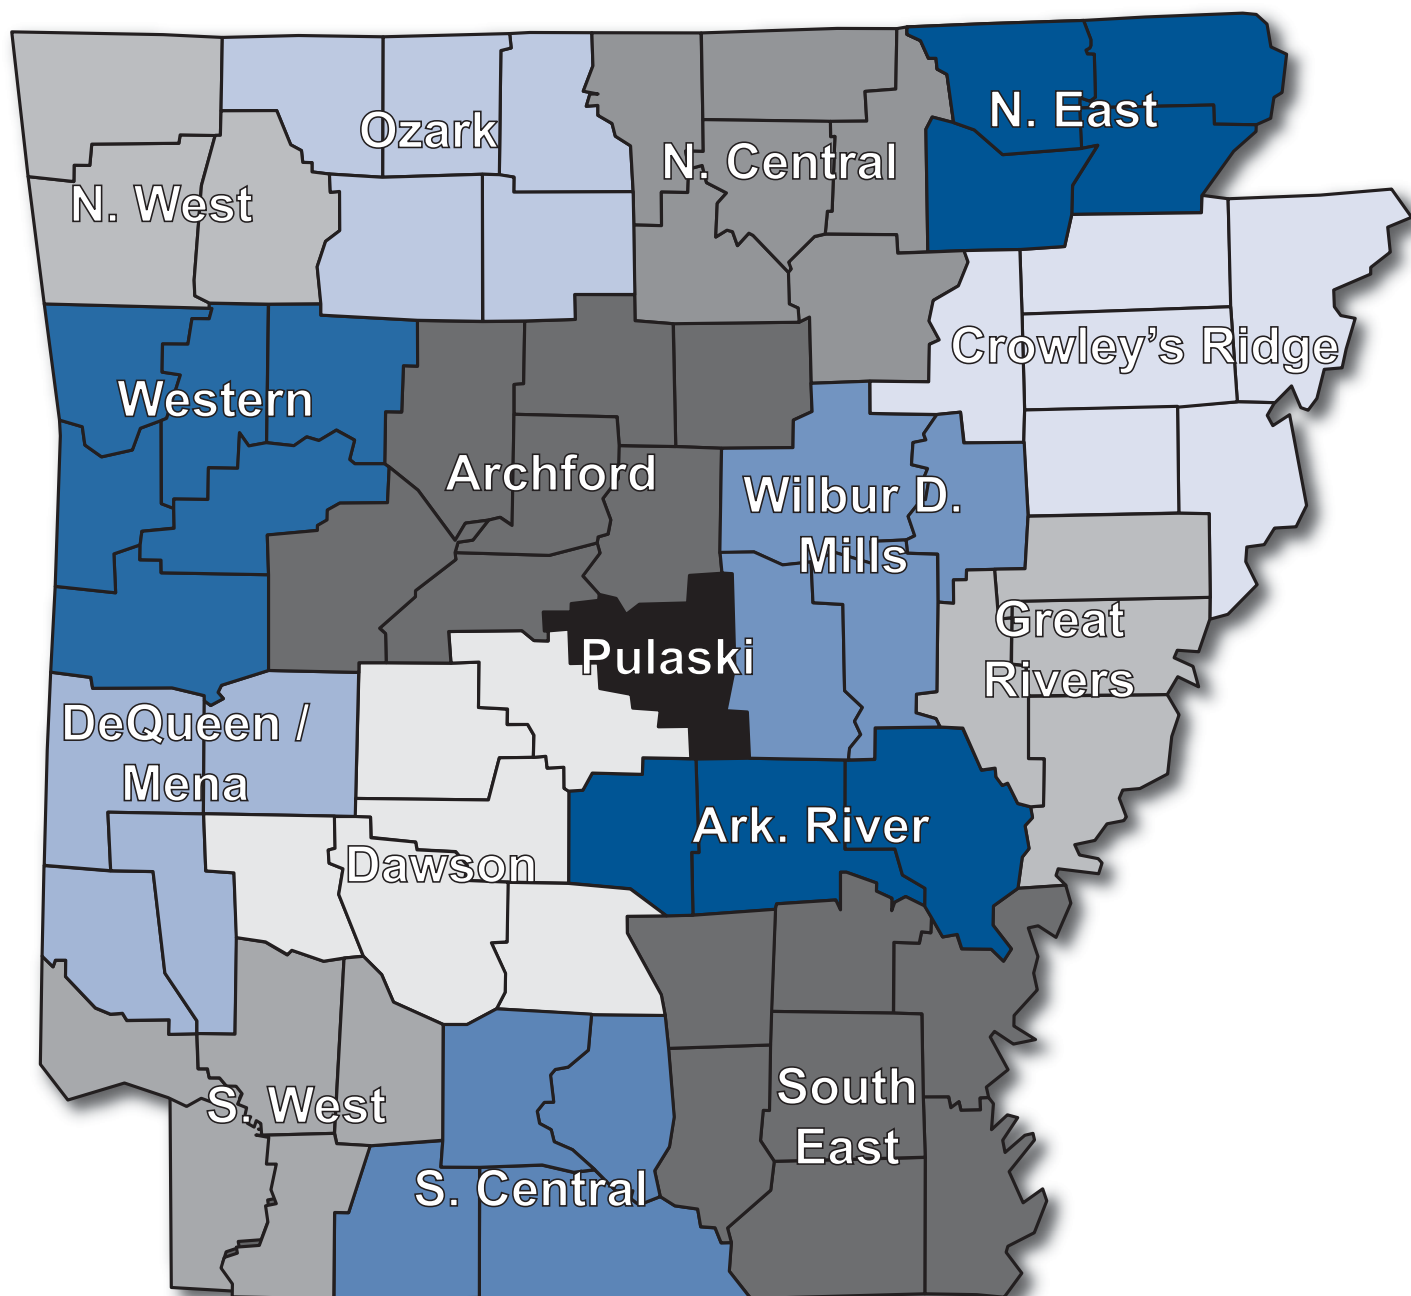 N. East
Ozark
N. Central
N. West
Crowley’s Ridge
Western
Archford
Wilbur D.
Mills
Great
Rivers
Pulaski
DeQueen /
Mena
Ark. River
Dawson
South
East
S. West
S. Central